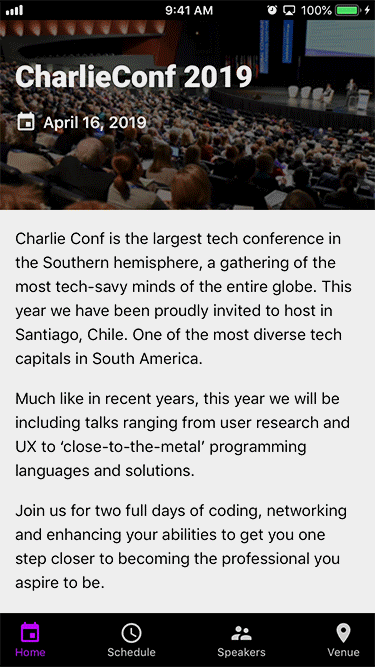 9:41 AM 100%
CharlieConf 2019
April 16, 2019
Charlie Conf is the largest tech conference in
the Southern hemisphere, a gathering of the
most tech-savy minds of the entire globe. This
year we have been proudly invited to host in
Santiago, Chile. One of the most diverse tech
capitals in South America.
Much like in recent years, this year we will be
including talks ranging from user research and
UX to ‘close-to-the-metal’ programming
languages and solutions.
Join us for two full days of coding, networking
and enhancing your abilities to get you one
step closer to becoming the professional you
aspire to be.
Home Schedule Speakers Venue